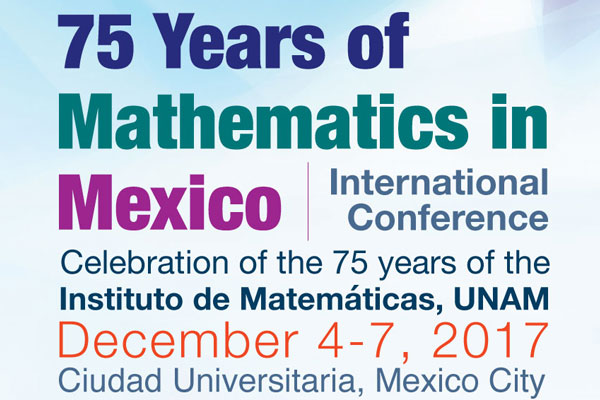 75 Years of
Mathematics in
Mexico
International
Conference
Celebration of the 75 years of the
Instituto de Matemáticas, UNAM
December 4-7, 2017
Ciudad Universitaria, Mexico City